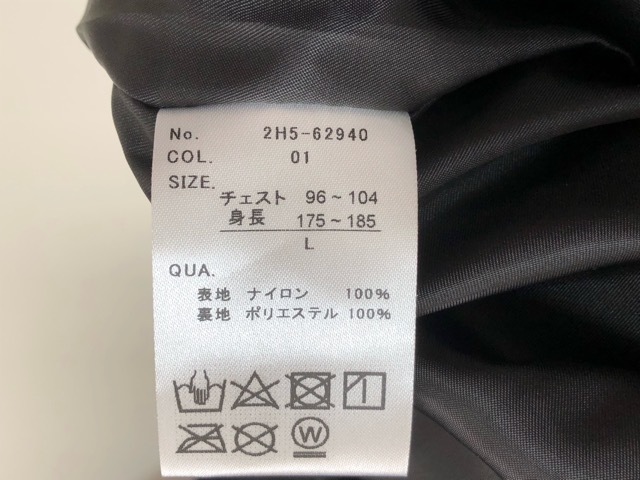 No. 2H5-62940
COL. 01
SIZE.
チェスト 96~104
身長 175~185
L
QUA.
表地 ナイロン 100%
裏地 ポリエステル 100%
W